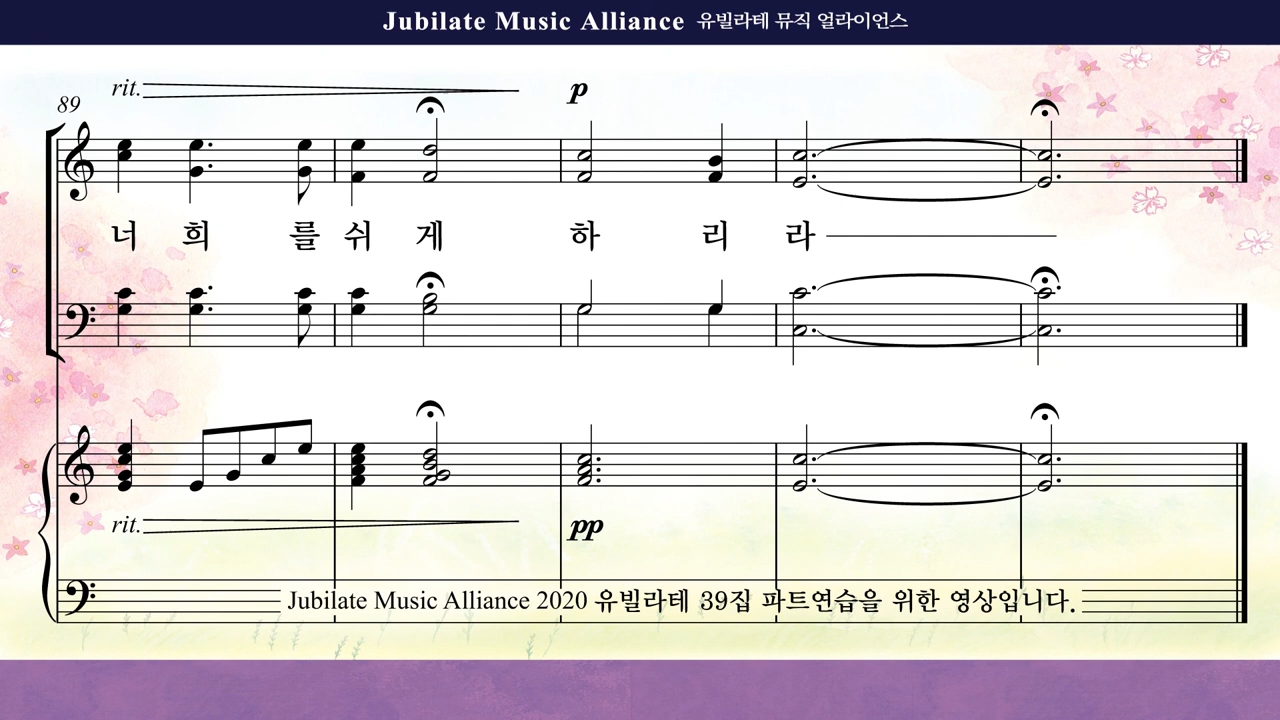 Jubilate Music Alliance 유빌라테 뮤직 얼라이언스
rit.
p
89
너 희 를 쉬 게 하 리 라
rit.
pp
Jubilate Music Alliance 2020 유빌라테 39집 파트연습을 위한 영상입니다.